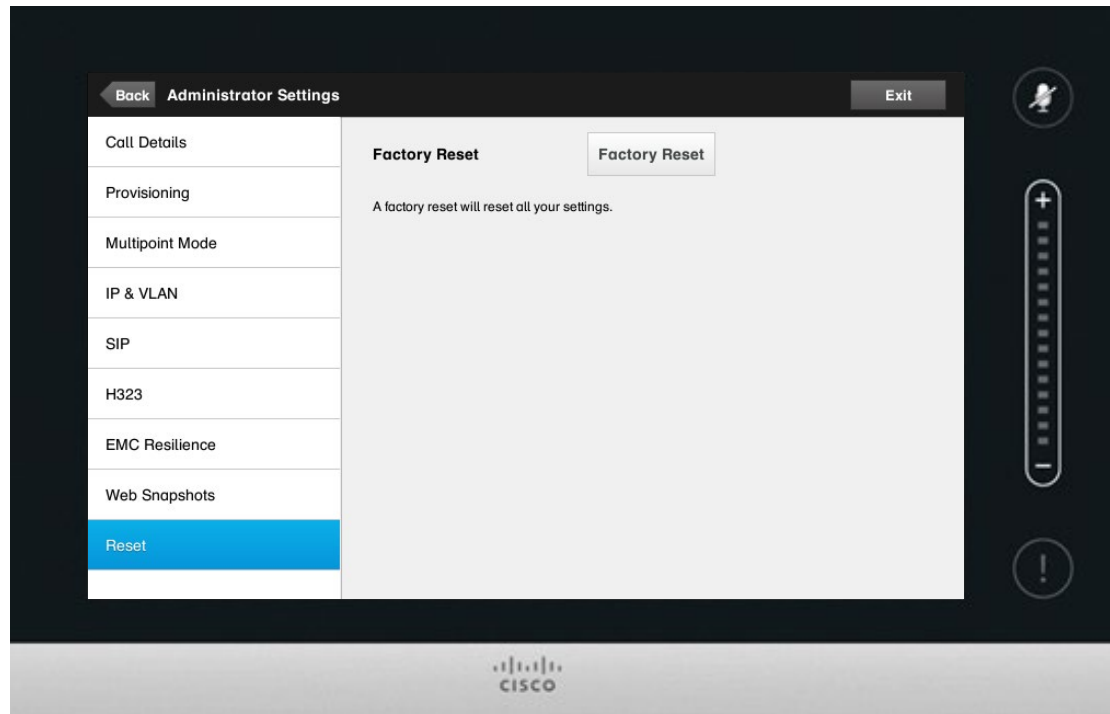 Back Administrator Settings Exit
Call Details
Provisioning
Multipoint Mode
IP & VLAN
SIP
H323
EMC Resilience
Web Snapshots
Reset
Factory Reset Factory Reset
A factory reset will reset all your settings.
+
−
!
CISCO